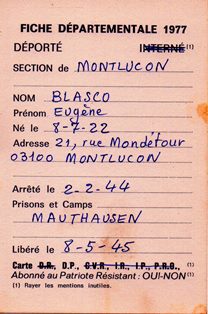 FICHE DÉPARTEMENTALE 1977
DÉPORTÉ INTERNÉ (1)
SECTION de MONTLUCON
NOM BLASCO
Prénom Eugène
Né le 8-7-22
Adresse 21, rue Mondétour
03100 MONTLUCON
Arrêté le 2-2-44
Prisons et Camps
MAUTHAUSEN
Libéré le 8-5-45
Carte D.R., D.P., C.V.R., I.R., I.P., P.R.O., (1)
Abonné au Patriote Résistant : OUI-NON (1)
(1) Rayer les mentions inutiles.